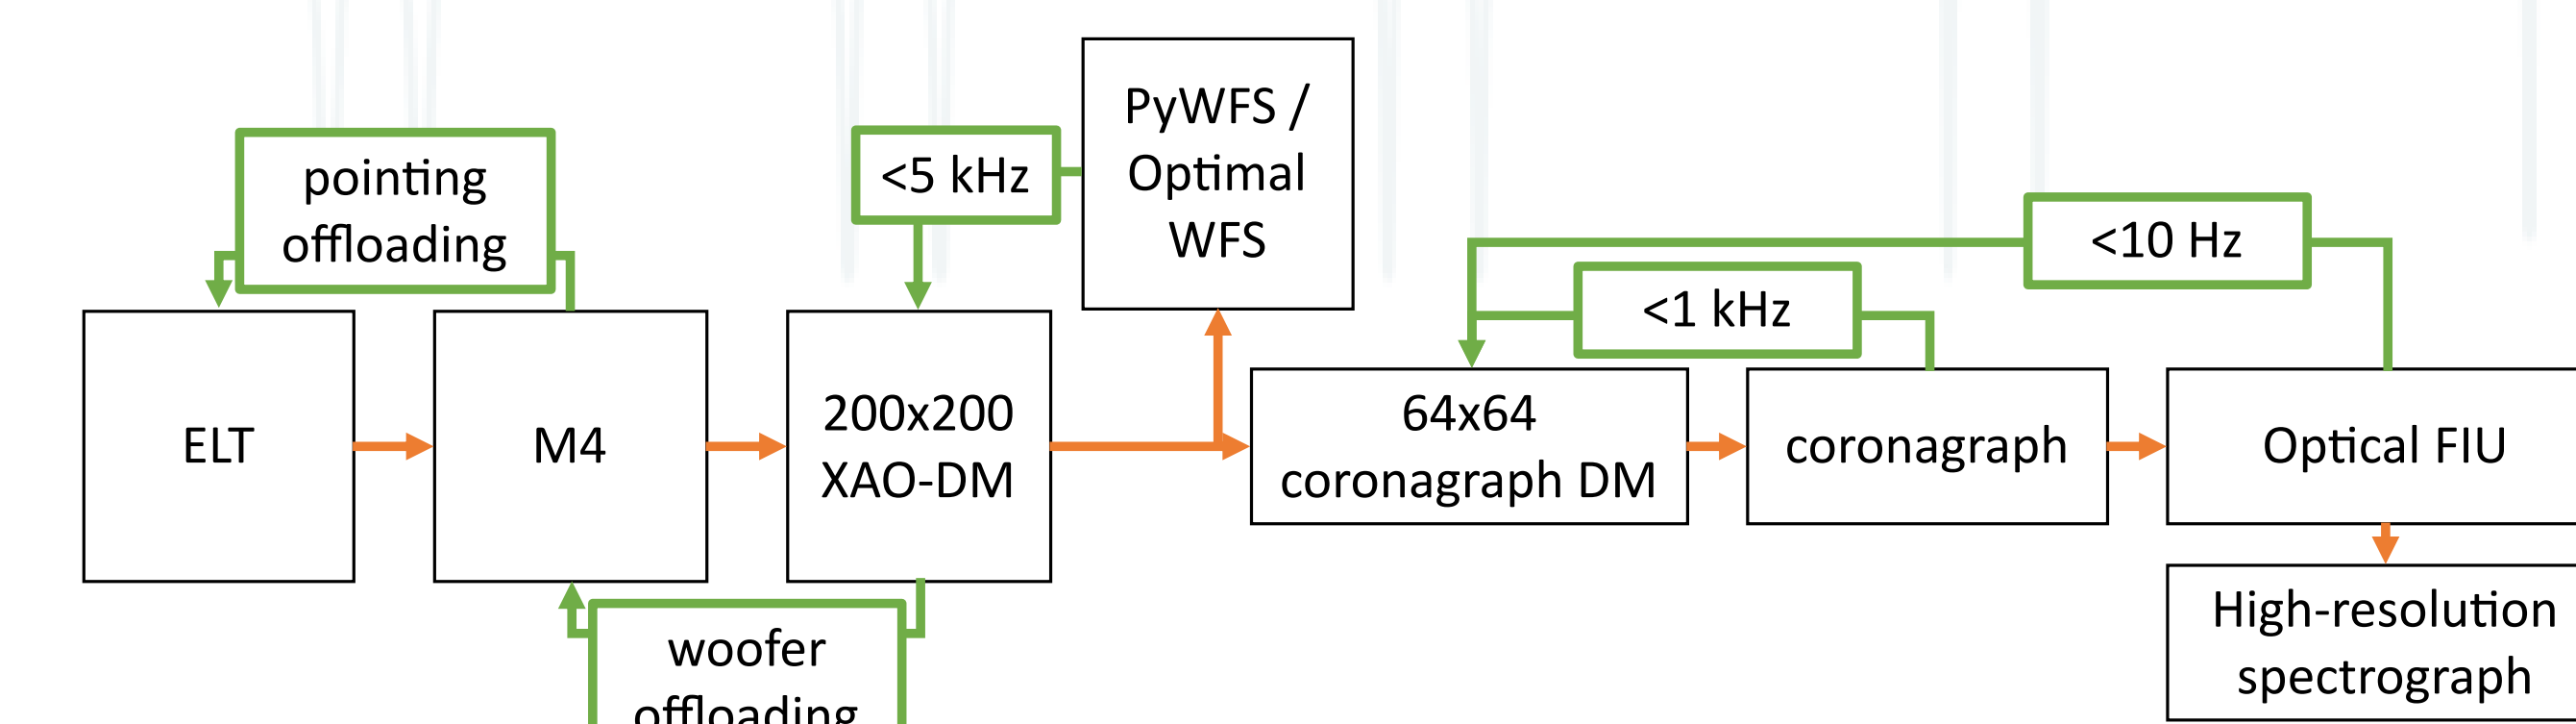 pointing
offloading
<5 kHz
PyWFS /
Optimal
WFS
<10 Hz
<1 kHz
ELT
M4
200x200
XAO-DM
64x64
coronagraph DM
coronagraph
Optical FIU
woofer
offloading
High-resolution
spectrograph